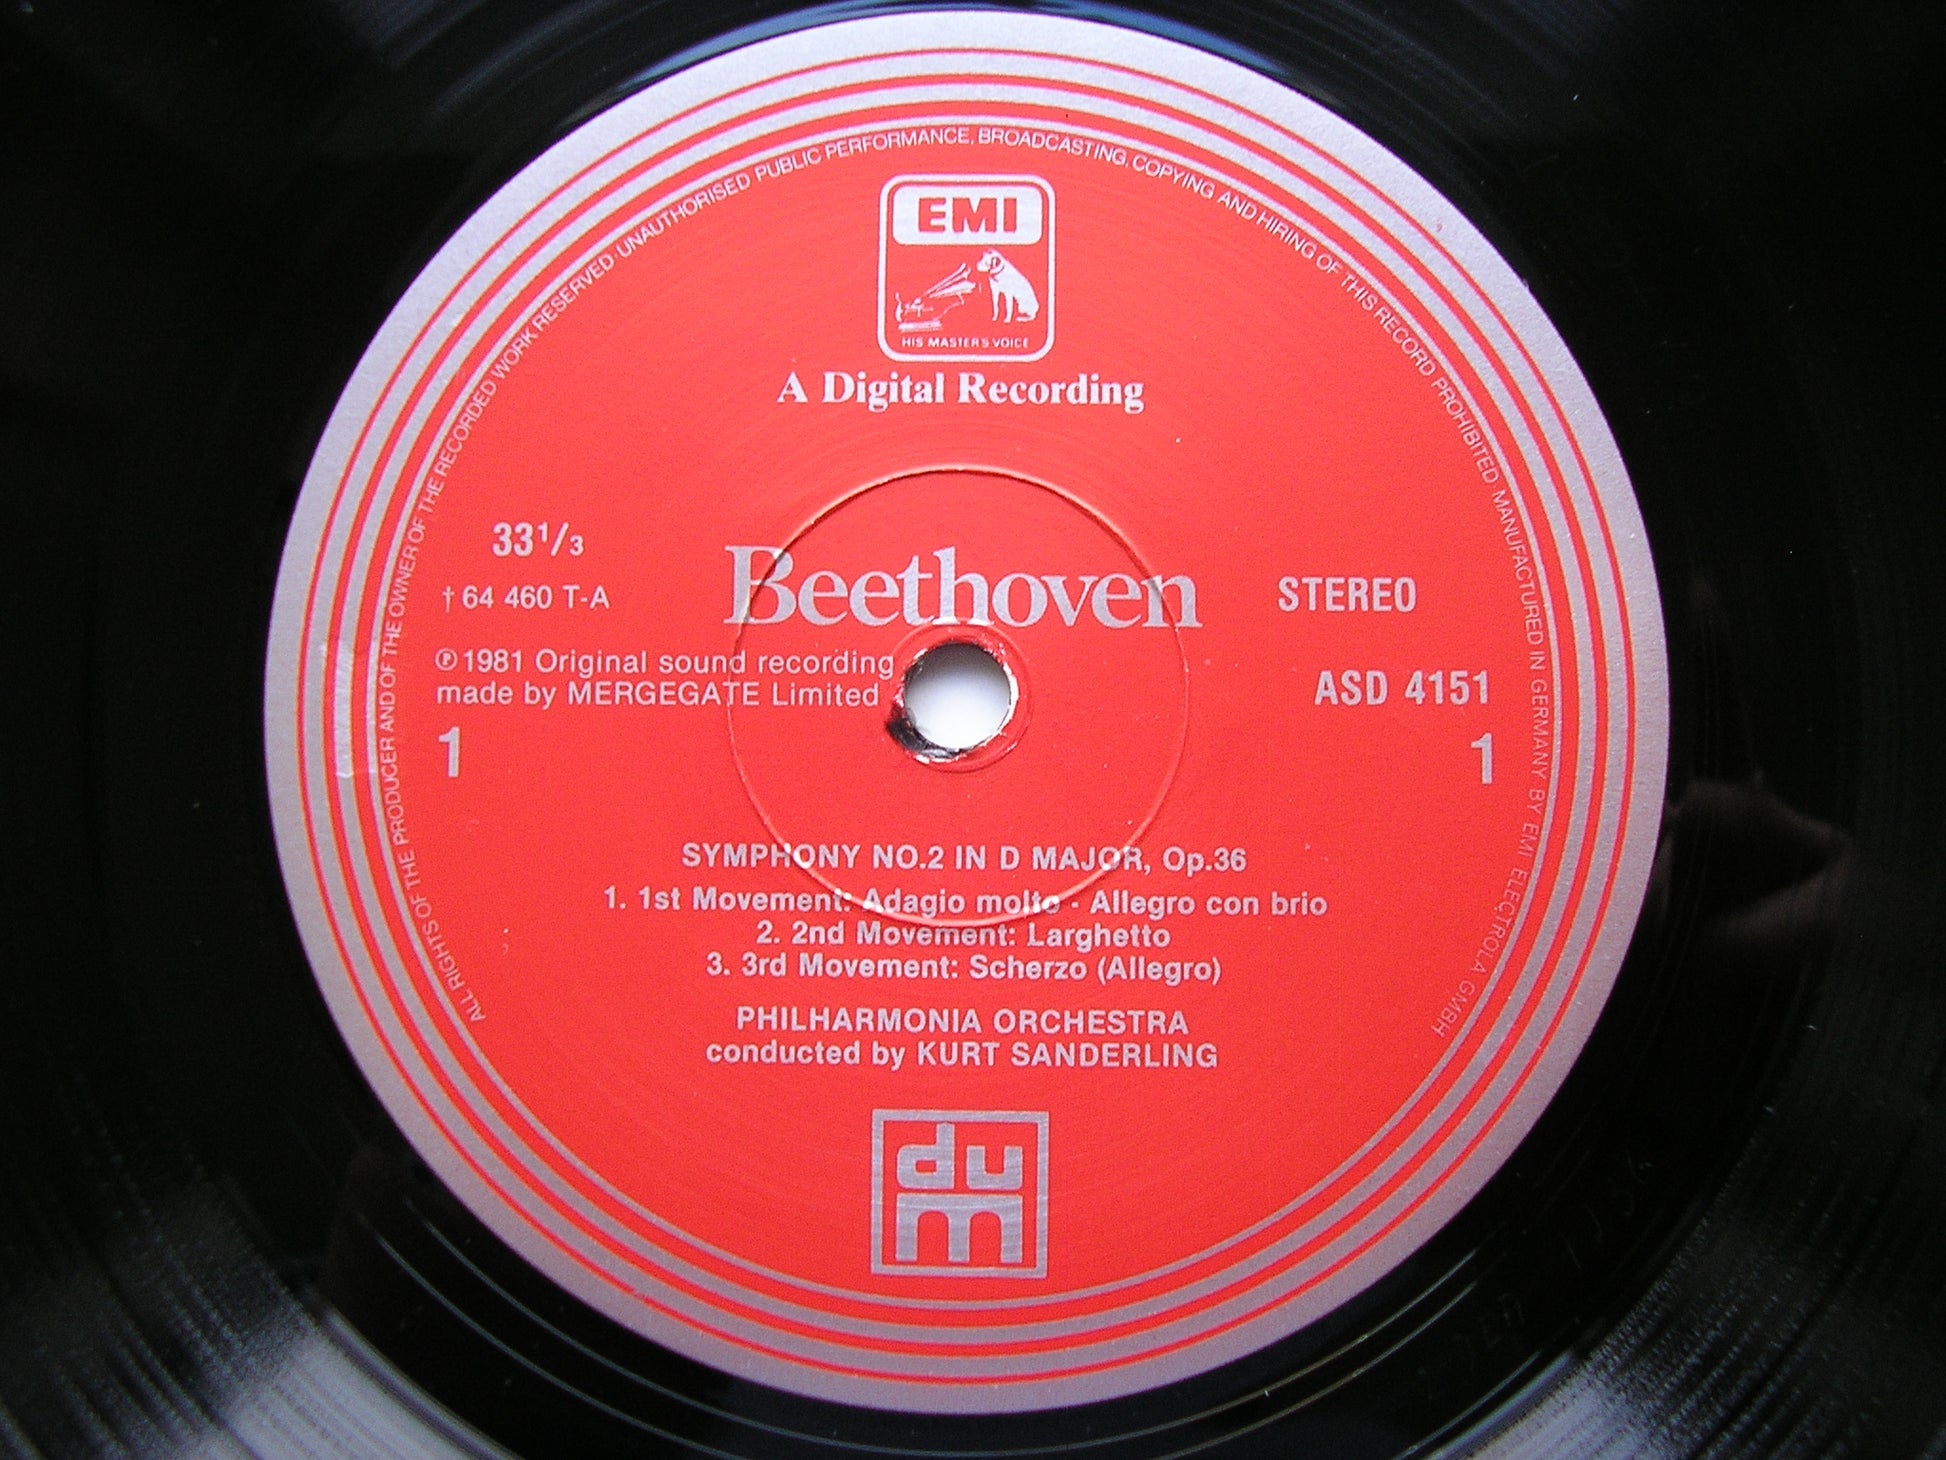 ALL RIGHTS OF THE PRODUCER AND OF THE OWNER OF THE RECORDED WORK RESERVED · UNAUTHORISED PUBLIC PERFORMANCE, BROADCASTING, COPYING AND HIRING OF THIS RECORD PROHIBITED MANUFACTURED IN GERMANY BY EMI ELECTROLA GMBH
EMI
HIS MASTER'S VOICE
A Digital Recording
33 1/3
† 64 460 T-A
Beethoven
STEREO
℗ 1981 Original sound recording
made by MERGEGATE Limited
ASD 4151
1
1
SYMPHONY NO.2 IN D MAJOR, Op.36
1. 1st Movement: Adagio molto - Allegro con brio
2. 2nd Movement: Larghetto
3. 3rd Movement: Scherzo (Allegro)
PHILHARMONIA ORCHESTRA
conducted by KURT SANDERLING
dum